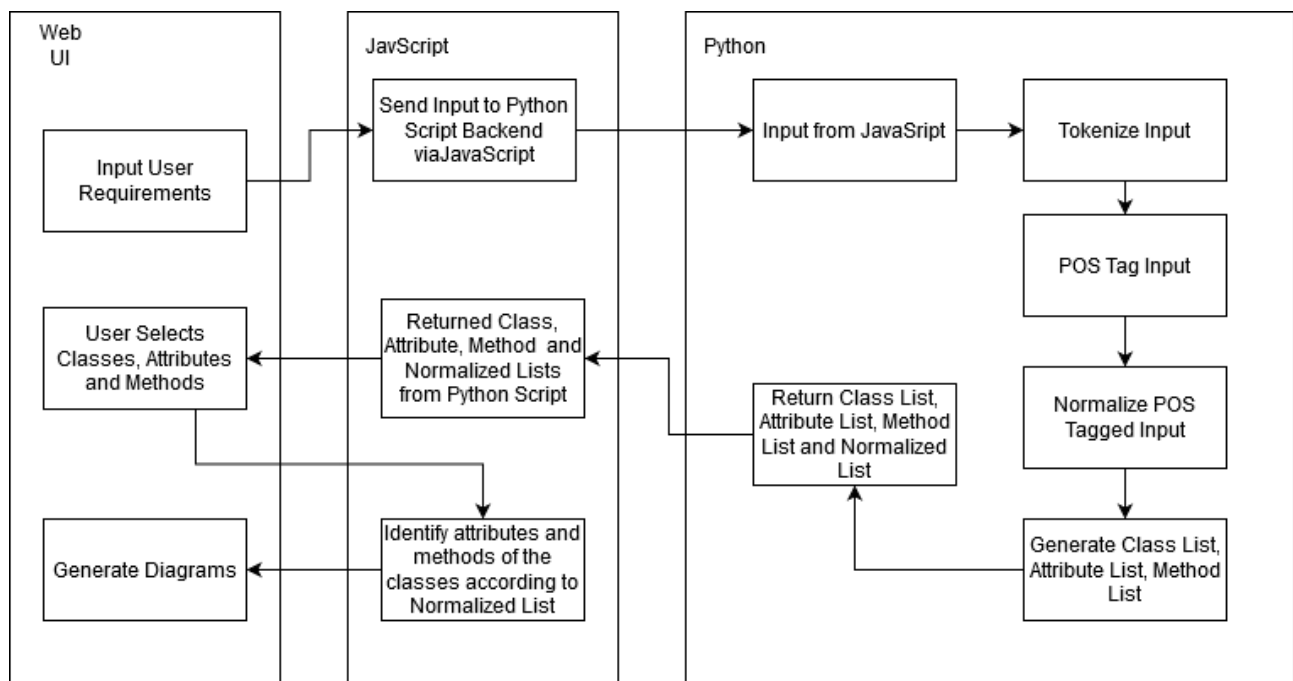 Web
UI
JavScript
Python
Input User
Requirements
Send Input to Python
Script Backend
viaJavaScript
Input from JavaSript
Tokenize Input
POS Tag Input
User Selects
Classes, Attributes
and Methods
Returned Class,
Attribute, Method and
Normalized Lists
from Python Script
Return Class List,
Attribute List, Method
List and Normalized
List
Normalize POS
Tagged Input
Generate Diagrams
Identify attributes and
methods of the
classes according to
Normalized List
Generate Class List,
Attribute List, Method
List